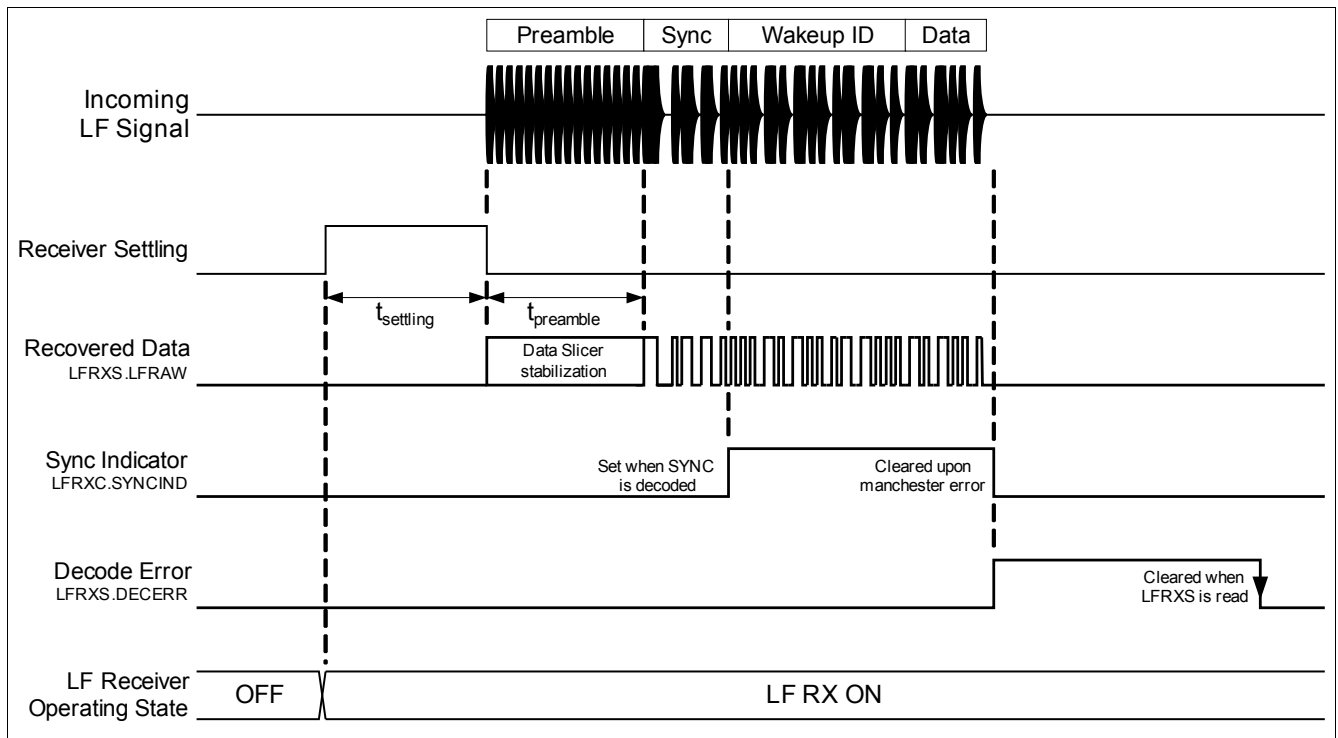 Preamble Sync Wakeup ID Data
Incoming
LF Signal
Receiver Settling
tsettling
tpreamble
Recovered Data
LFRXS.LFRAW
Data Slicer
stabilization
Sync Indicator
LFRXC.SYNCIND
Set when SYNC
is decoded
Cleared upon
manchester error
Decode Error
LFRXS.DECERR
Cleared when
LFRXS is read
LF Receiver
Operating State
OFF
LF RX ON